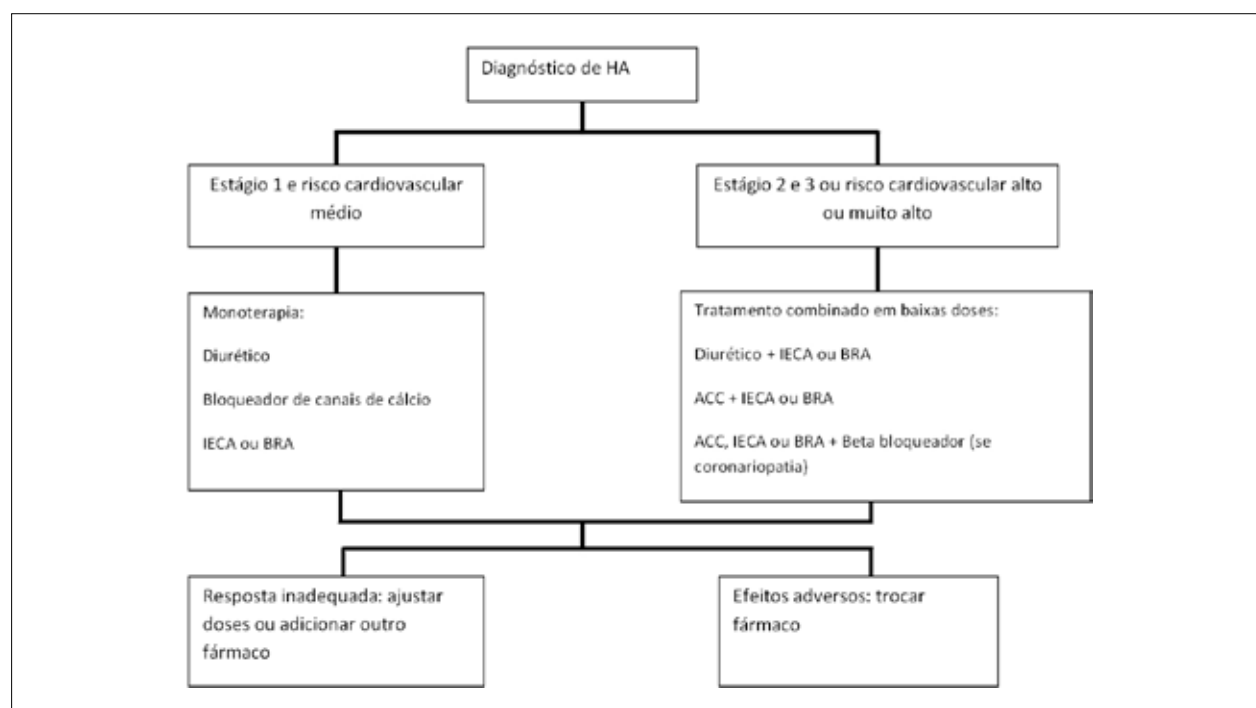 Diagnóstico de HA
Estágio 1 e risco cardiovascular
médio
Estágio 2 e 3 ou risco cardiovascular alto
ou muito alto
Monoterapia:
Diurético
Bloqueador de canais de cálcio
IECA ou BRA
Tratamento combinado em baixas doses:
Diurético + IECA ou BRA
ACC + IECA ou BRA
ACC, IECA ou BRA + Beta bloqueador (se
coronariopatia)
Resposta inadequada: ajustar
doses ou adicionar outro
fármaco
Efeitos adversos: trocar
fármaco